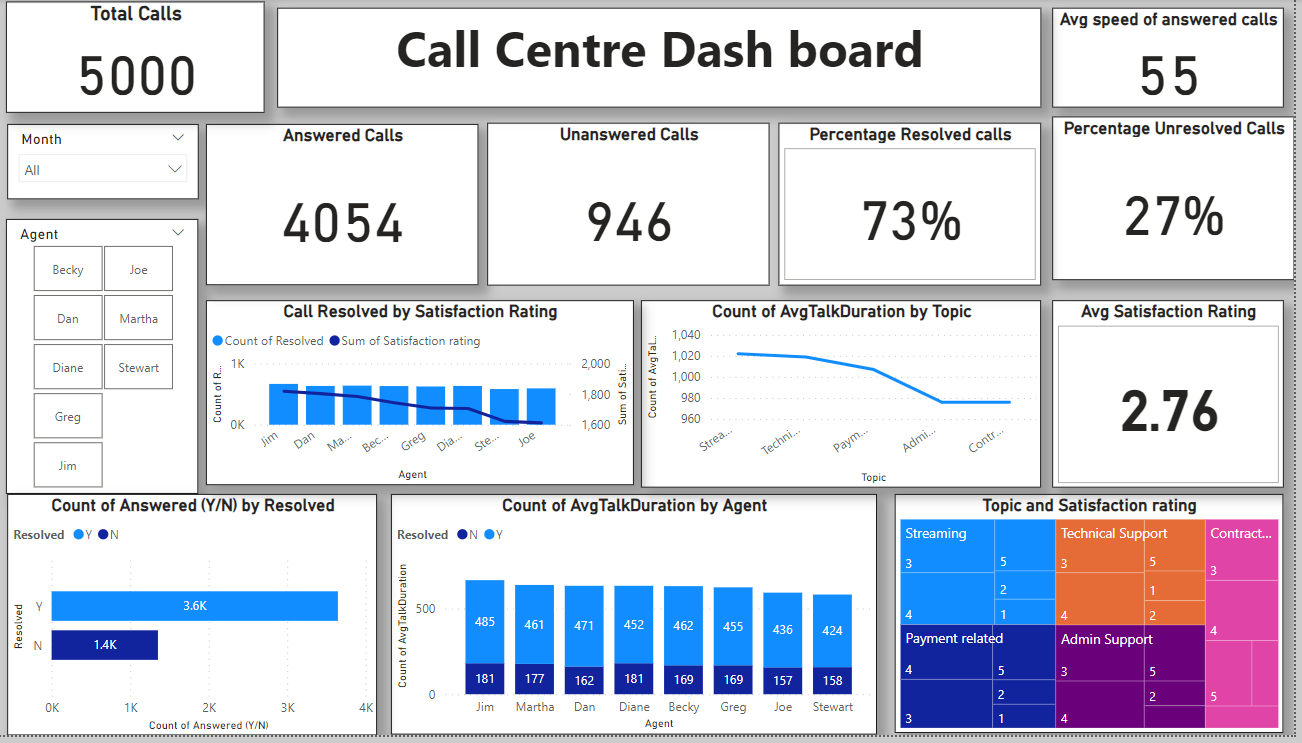 Total Calls
5000
Call Centre Dash board
Avg speed of answered calls
55
Month
All
Answered Calls
4054
Unanswered Calls
946
Percentage Resolved calls
73%
Percentage Unresolved Calls
27%
Agent
Becky
Joe
Dan
Martha
Diane
Stewart
Greg
Jim
Call Resolved by Satisfaction Rating
Count of Resolved
Sum of Satisfaction rating
Count of R...
1K
0K
2,000
1,800
1,600
Sum of Sati...
Jim
Dan
Ma...
Bec...
Greg
Dia...
Ste...
Joe
Agent
Count of AvgTalkDuration by Topic
Count of AvgTal...
1,040
1,020
1,000
980
960
Strea...
Techni...
Paym...
Admi...
Contr...
Topic
Avg Satisfaction Rating
2.76
Count of Answered (Y/N) by Resolved
Resolved Y N
Resolved
Y
3.6K
N
1.4K
0K 1K 2K 3K 4K
Count of Answered (Y/N)
Count of AvgTalkDuration by Agent
Resolved N Y
Count of AvgTalkDuration
500
0
485 461 471 452 462 455 436 424
181 177 162 181 169 169 157 158
Jim Martha Dan Diane Becky Greg Joe Stewart
Agent
Topic and Satisfaction rating
Streaming
3
4
5
2
1
Technical Support
3
4
5
1
2
Contract...
3
4
5
Payment related
4
3
5
2
1
Admin Support
3
4
5
2